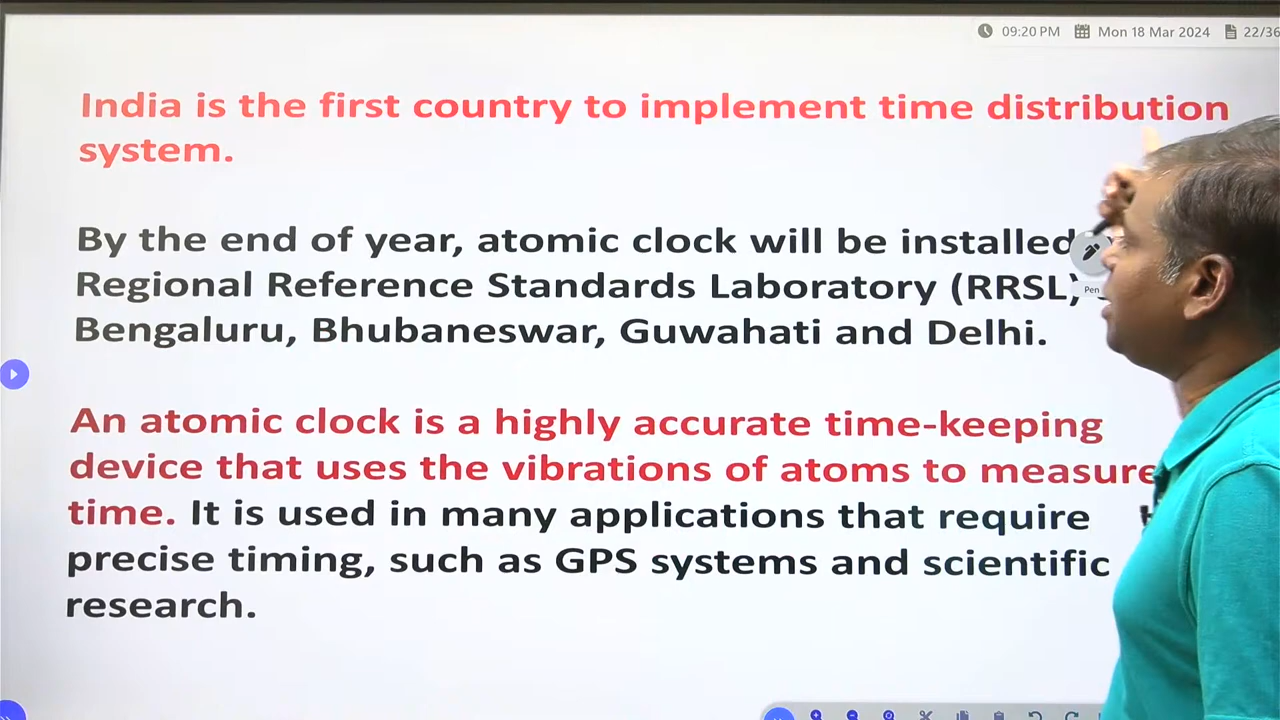 09:20 PM Mon 18 Mar 2024 22/36
India is the first country to implement time distribution
system.
By the end of year, atomic clock will be installed
Regional Reference Standards Laboratory (RRSL)
Bengaluru, Bhubaneswar, Guwahati and Delhi.
Pen
An atomic clock is a highly accurate time-keeping
device that uses the vibrations of atoms to measure
time. It is used in many applications that require
precise timing, such as GPS systems and scientific
research.